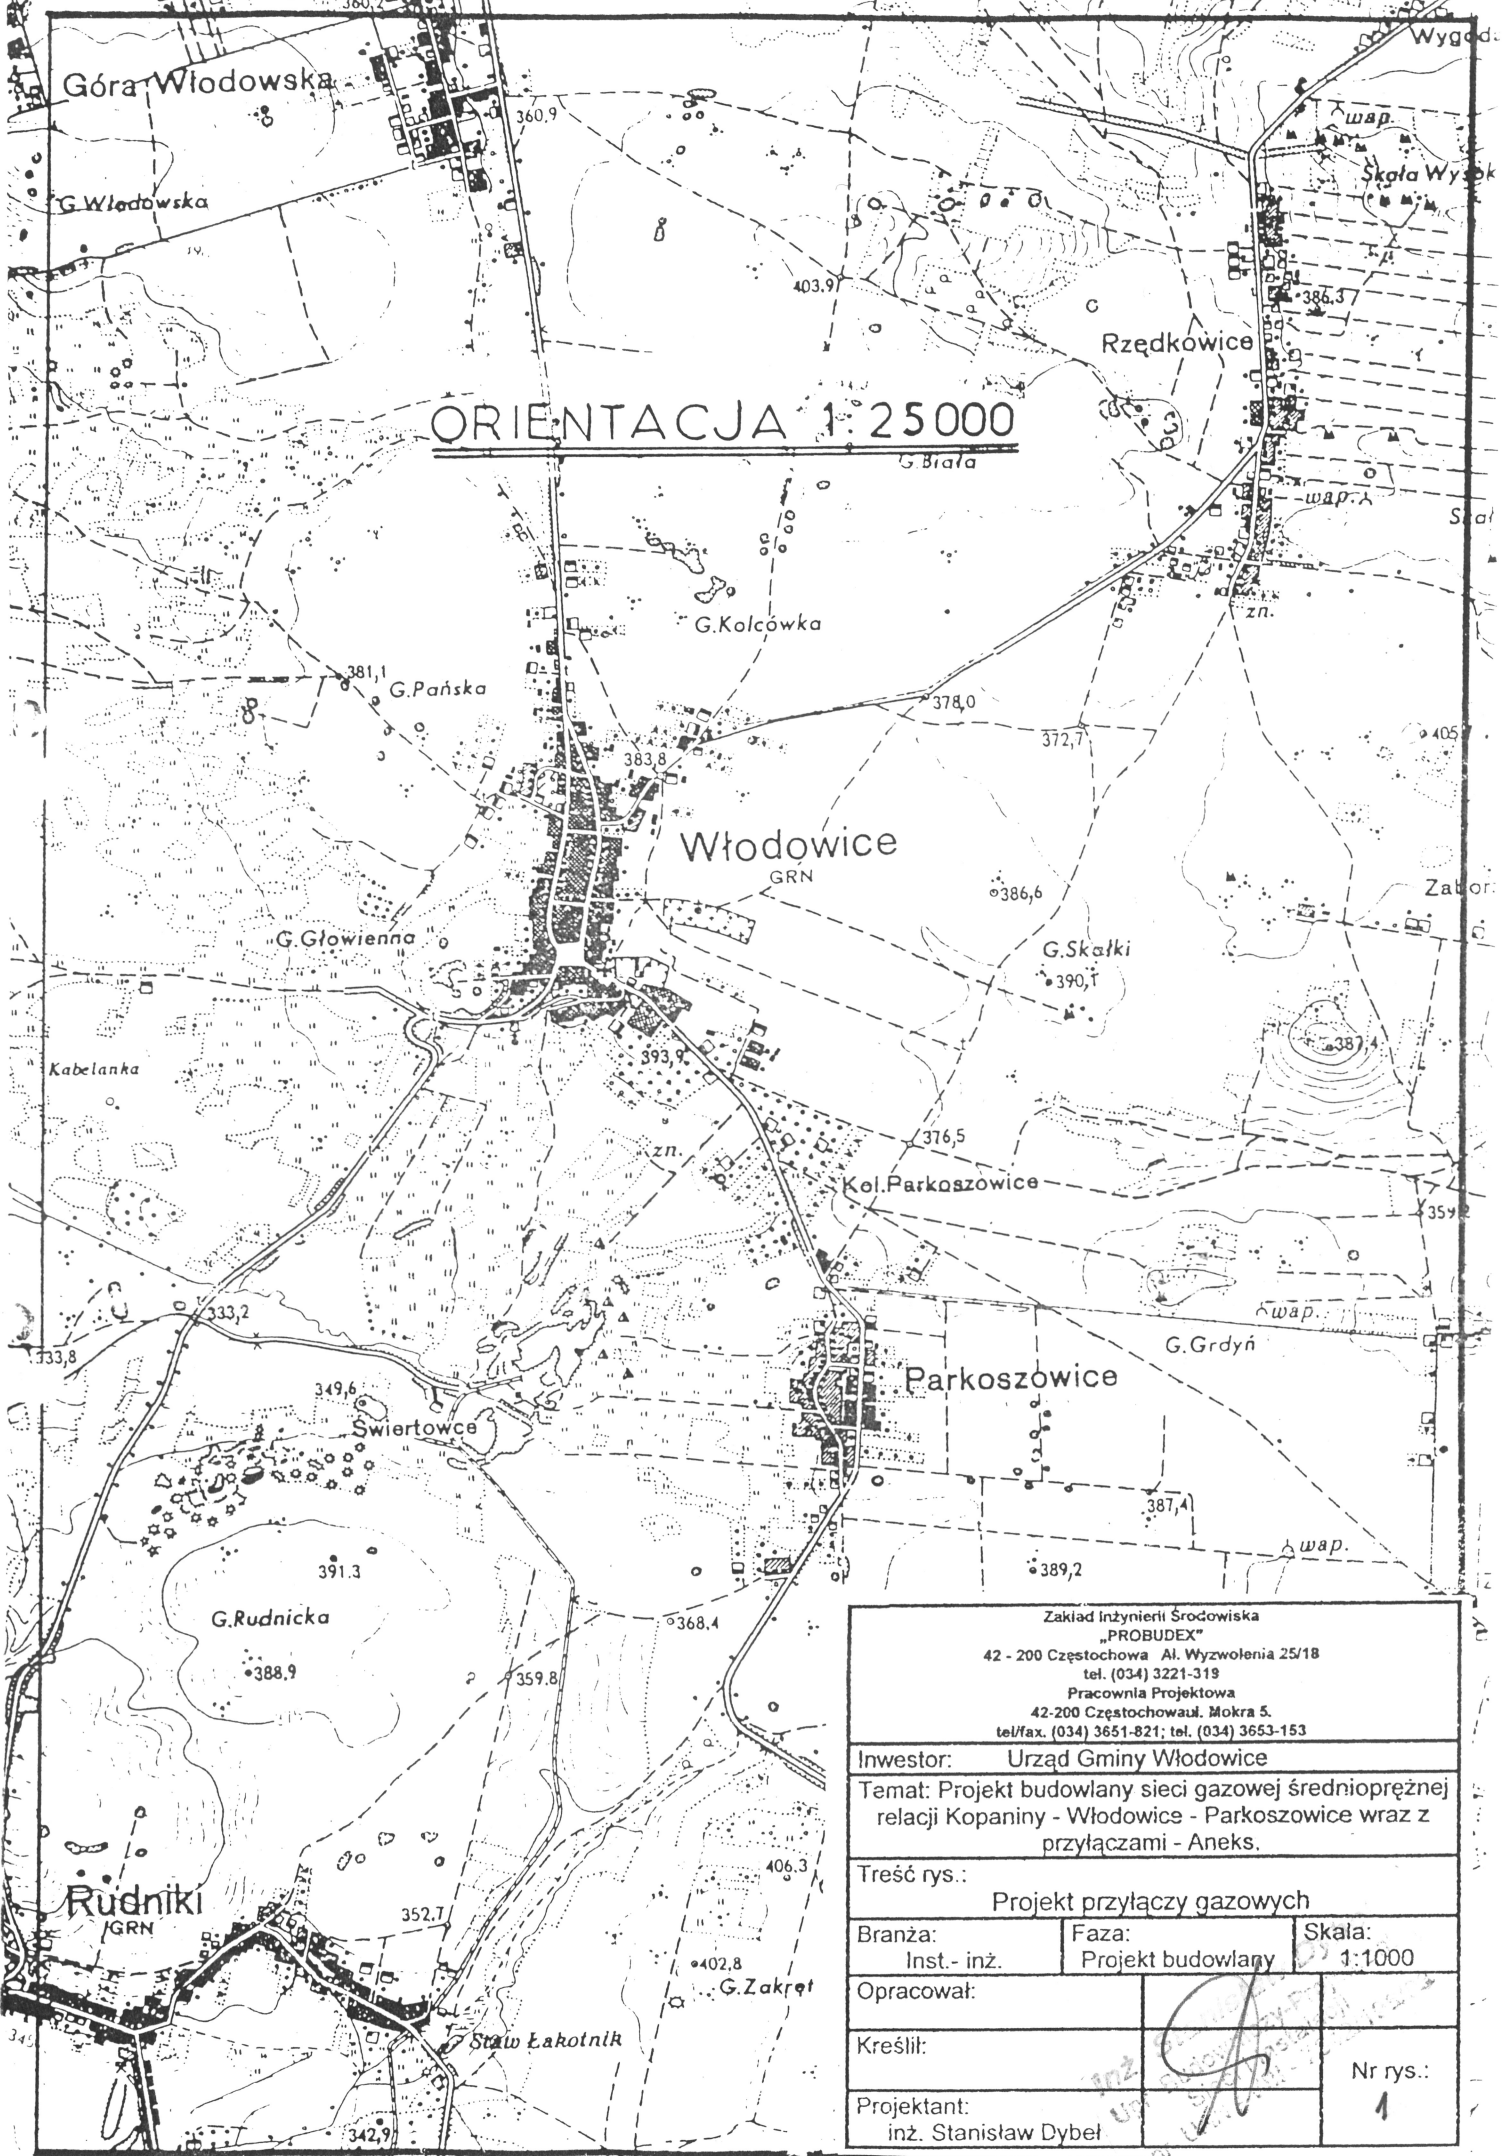 360,2
Góra Włodowska
360,9
wap.
G.Włodowska
403,9
386,3
Rzędkowice
ORIENTACJA 1:25000
G.Biała
wap.
zn.
G.Kolcówka
381,1
G.Pańska
378,0
372,7
383,8
Włodowice
GRN
386,6
G.Głowienna
G.Skałki
390,1
387,4
393,9
Kabelanka
376,5
zn.
Kol.Parkoszowice
333,2
wap.
333,8
G.Grdyń
Parkoszowice
349,6
Świertowce
387,4
wap.
391.3
389,2
G.Rudnicka
368,4
388,9
359,8
Zakład Inżynierii Środowiska
„PROBUDEX"
42 - 200 Częstochowa Al. Wyzwolenia 25/18
tel. (034) 3221-319
Pracownia Projektowa
42-200 Częstochowaul. Mokra 5.
tel/fax. (034) 3651-821; tel. (034) 3653-153
Inwestor: Urząd Gminy Włodowice
Temat: Projekt budowlany sieci gazowej średnioprężnej
relacji Kopaniny - Włodowice - Parkoszowice wraz z
przyłączami - Aneks.
Treść rys.:
Projekt przyłączy gazowych
Branża: Faza: Skala:
Inst.- inż. Projekt budowlany 1:1000
Opracował:
Kreślił:
Nr rys.:
1
Projektant:
inż. Stanisław Dybeł
406.3
Rudniki
GRN
352.7
402,8
G.Zakręt
Staw Łakotnik
342,9